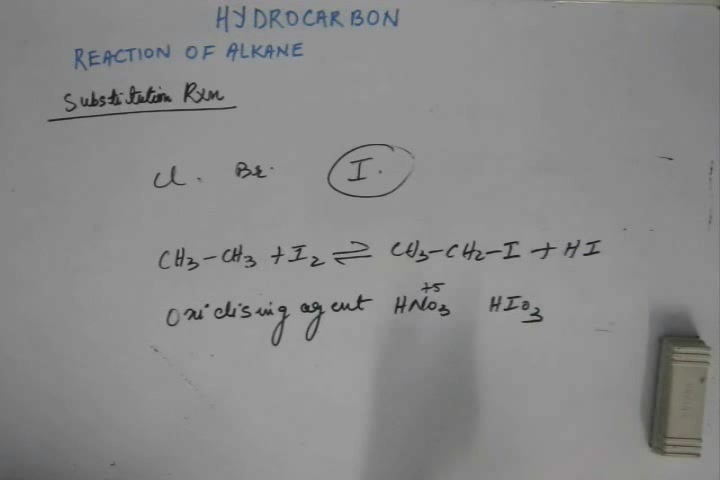 HYDROCARBON
REACTION OF ALKANE
Substitution Rxn
Cl. Br. I.
CH3-CH3 + I2 ⇌ CH3-CH2-I + HI
+5
Oxidising agent HNO3 HIO3